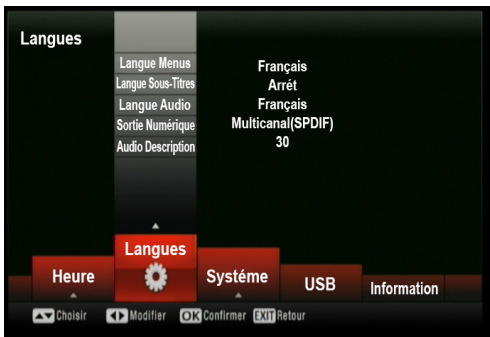 Langues
Langue Menus Français
Langue Sous-Titres Arrét
Langue Audio Français
Sortie Numérique Multicanal(SPDIF)
Audio Description 30
Heure Langues Systéme USB Information
Choisir Modifier OK Confirmer EXIT Retour